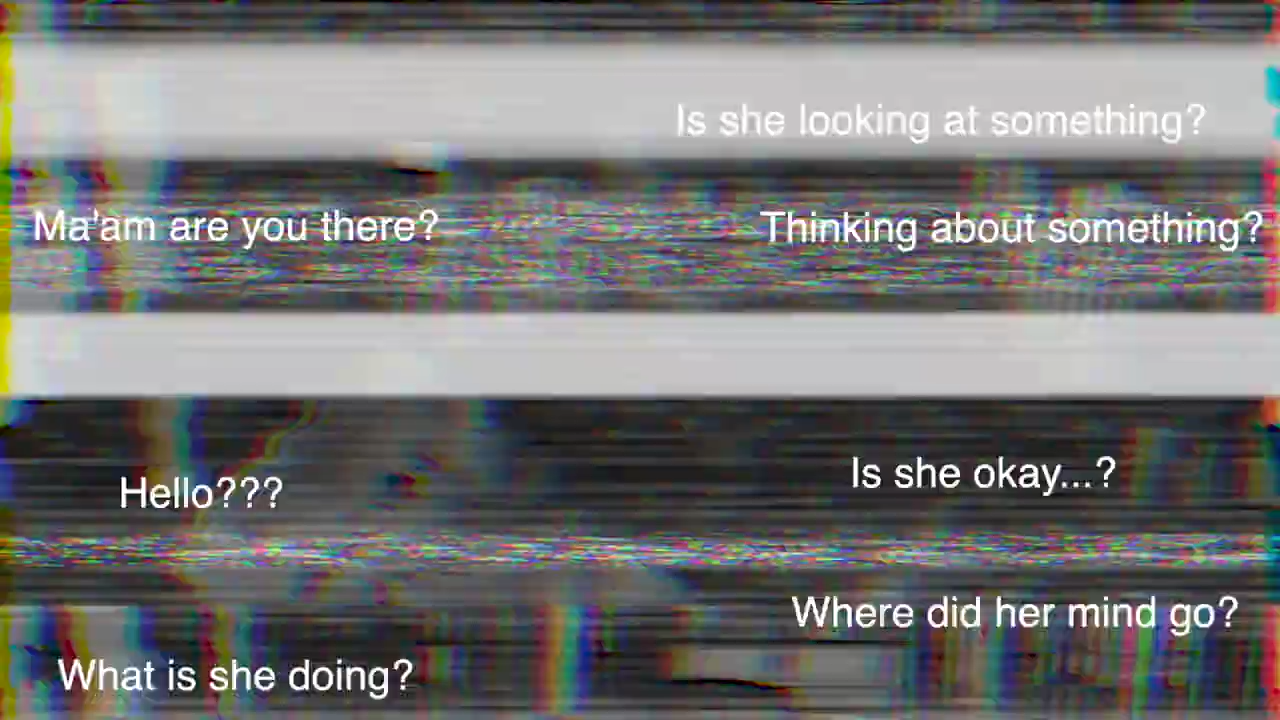 Is she looking at something?
Ma'am are you there?
Thinking about something?
Is she okay...?
Hello???
Where did her mind go?
What is she doing?